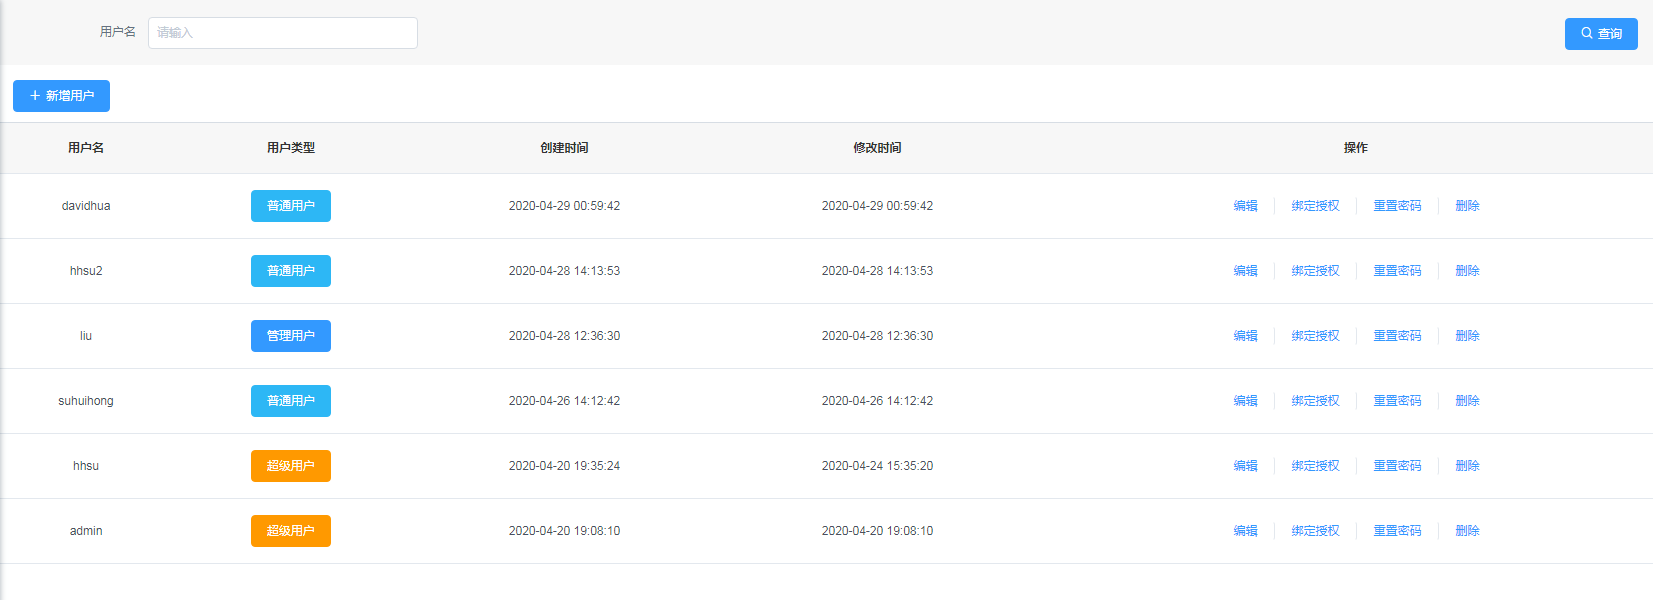 用户名 请输入 查询
新增用户
用户名 用户类型 创建时间 修改时间 操作
davidhua 普通用户 2020-04-29 00:59:42 2020-04-29 00:59:42 编辑 绑定授权 重置密码 删除
hhsu2 普通用户 2020-04-28 14:13:53 2020-04-28 14:13:53 编辑 绑定授权 重置密码 删除
liu 管理用户 2020-04-28 12:36:30 2020-04-28 12:36:30 编辑 绑定授权 重置密码 删除
suhuihong 普通用户 2020-04-26 14:12:42 2020-04-26 14:12:42 编辑 绑定授权 重置密码 删除
hhsu 超级用户 2020-04-20 19:35:24 2020-04-24 15:35:20 编辑 绑定授权 重置密码 删除
admin 超级用户 2020-04-20 19:08:10 2020-04-20 19:08:10 编辑 绑定授权 重置密码 删除